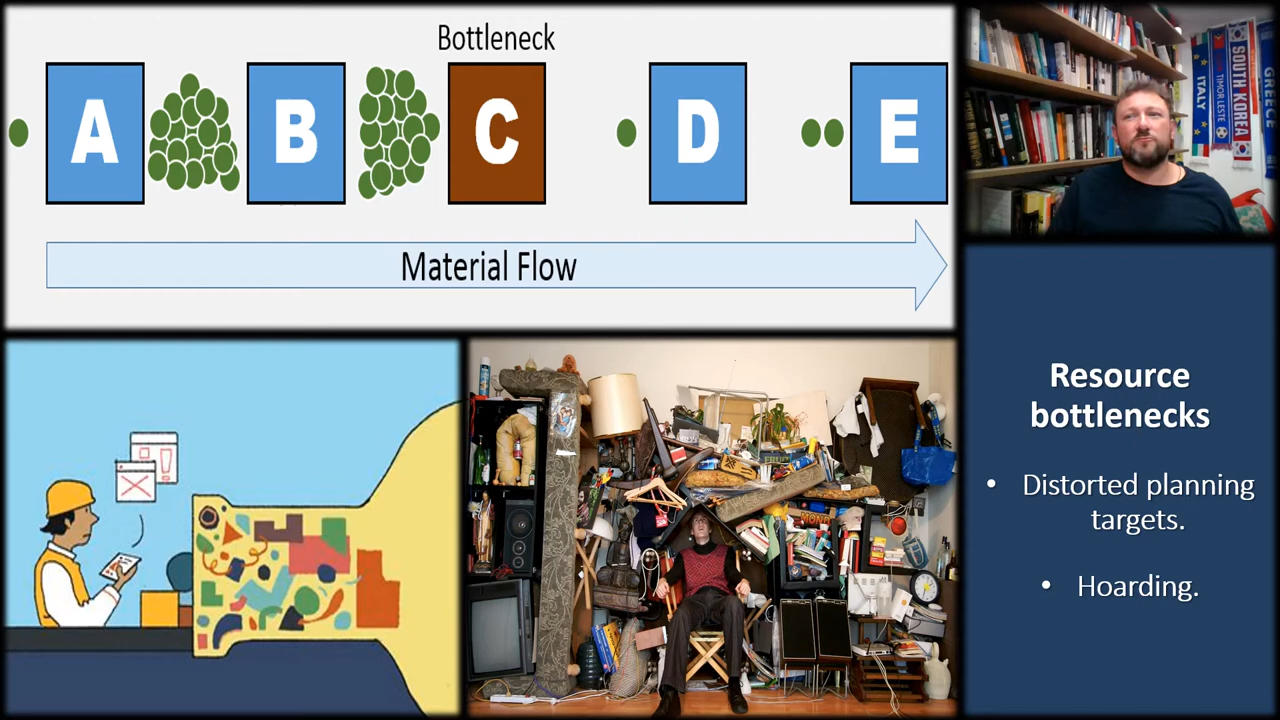 Bottleneck
A
B
C
D
E
Material Flow
ITALY
TIMOR LESTE
SOUTH KOREA
GREECE
Resource
bottlenecks
• Distorted planning
targets.
• Hoarding.